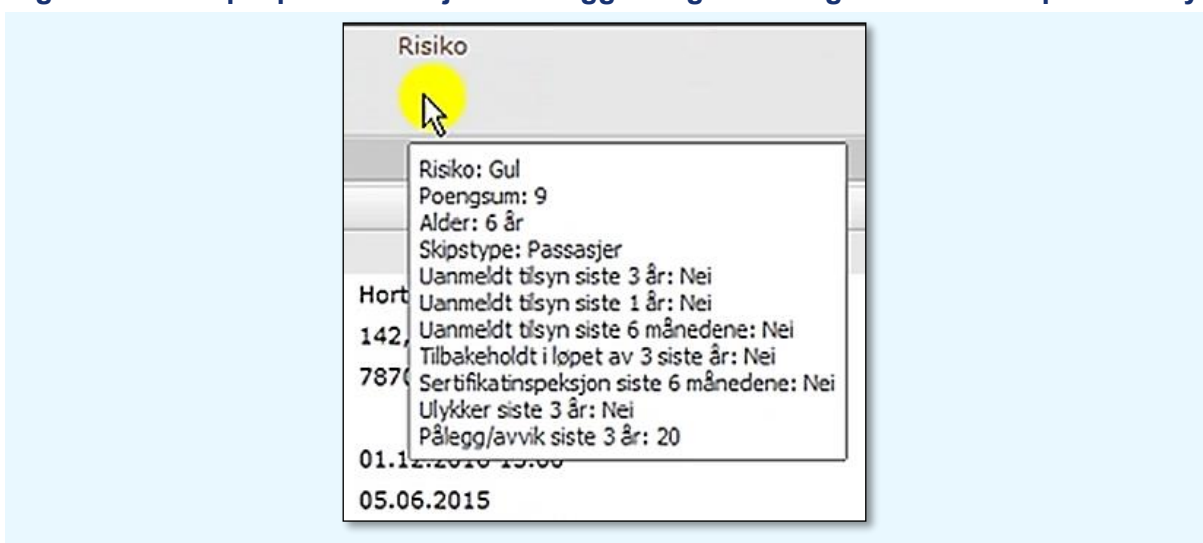 Risiko
Risiko: Gul
Poengsum: 9
Alder: 6 år
Skipstype: Passasjer
Uanmeldt tilsyn siste 3 år: Nei
Uanmeldt tilsyn siste 1 år: Nei
Uanmeldt tilsyn siste 6 månedene: Nei
Tilbakeholdt i løpet av 3 siste år: Nei
Sertifikatinspeksjon siste 6 månedene: Nei
Ulykker siste 3 år: Nei
Pålegg/avvik siste 3 år: 20
Hort
142,
787
05.06.2015